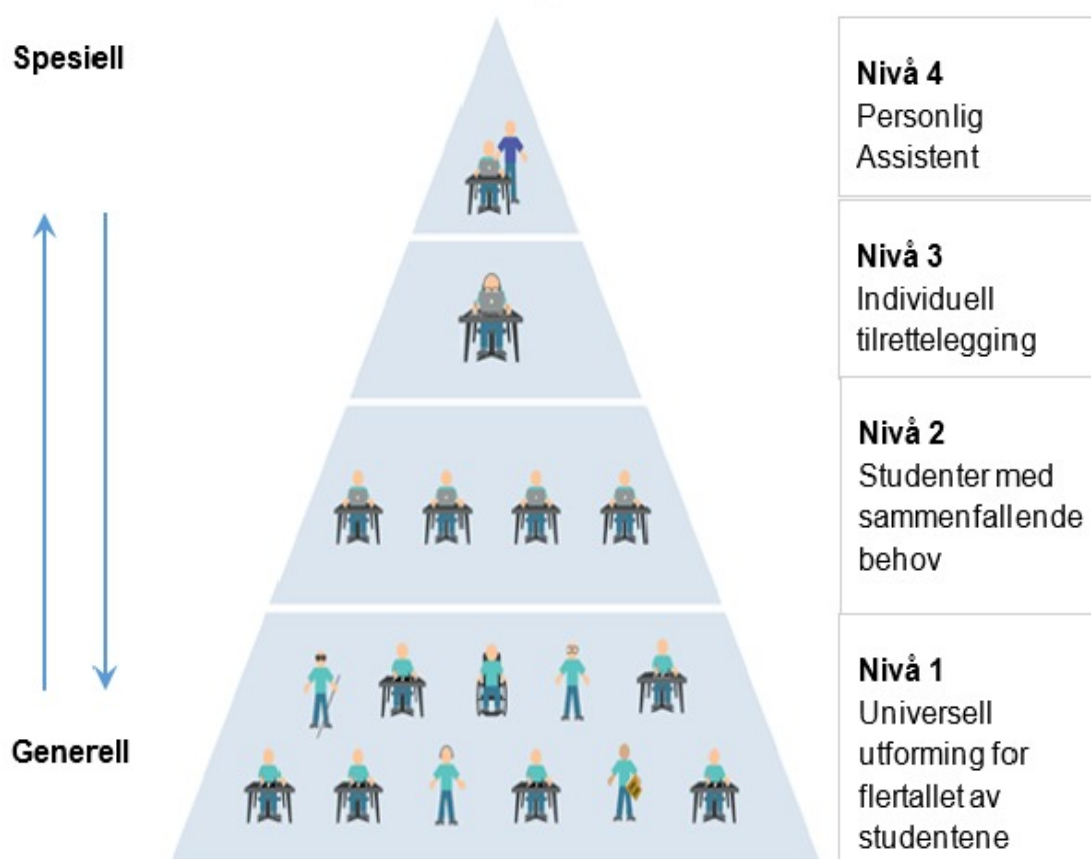 Spesiell
Nivå 4
Personlig
Assistent
Nivå 3
Individuell
tilrettelegging
Nivå 2
Studenter med
sammenfallende
behov
Generell
Nivå 1
Universell
utforming for
flertallet av
studentene